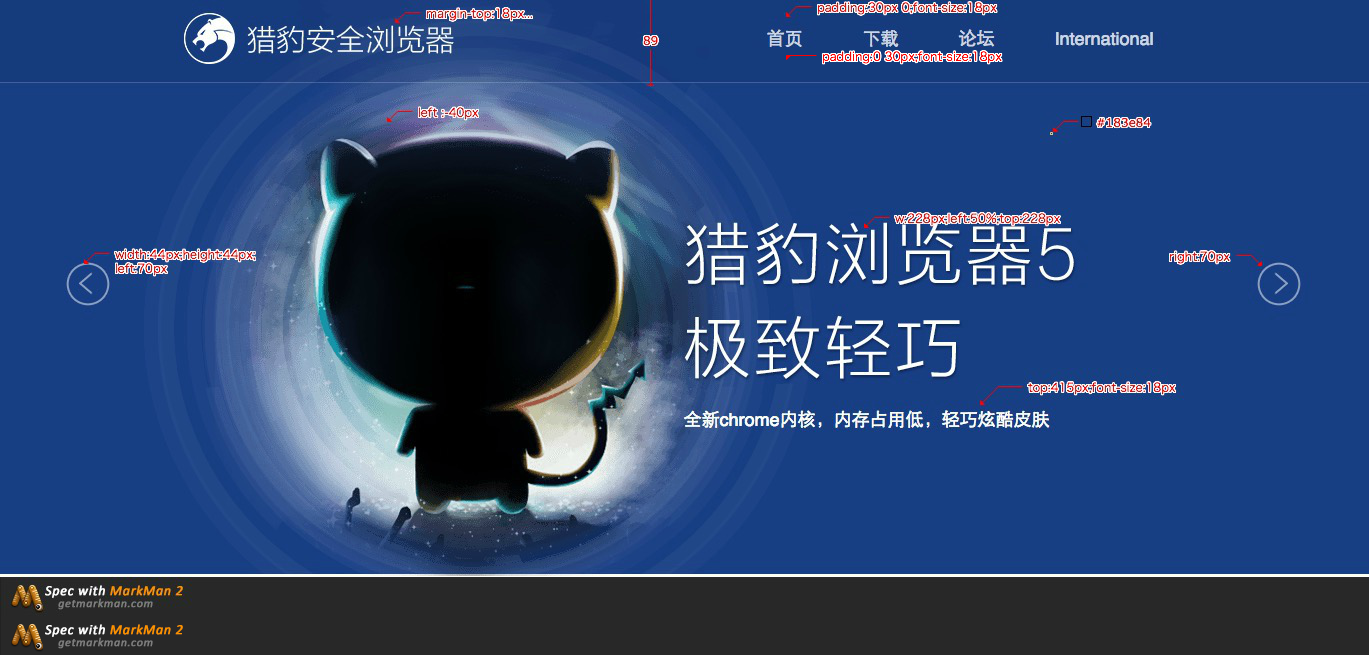 margin-top:18px...
padding:30px 0;font-size:18px
猎豹安全浏览器
89
首页
下载
论坛
International
padding:0 30px;font-size:18px
left :-40px
#183e84
w:228px;left:50%;top:228px
猎豹浏览器5
width:44px;height:44px;
left:70px
right:70px
极致轻巧
top:415px;font-size:18px
全新chrome内核，内存占用低，轻巧炫酷皮肤
Spec with MarkMan 2
getmarkman.com
Spec with MarkMan 2
getmarkman.com